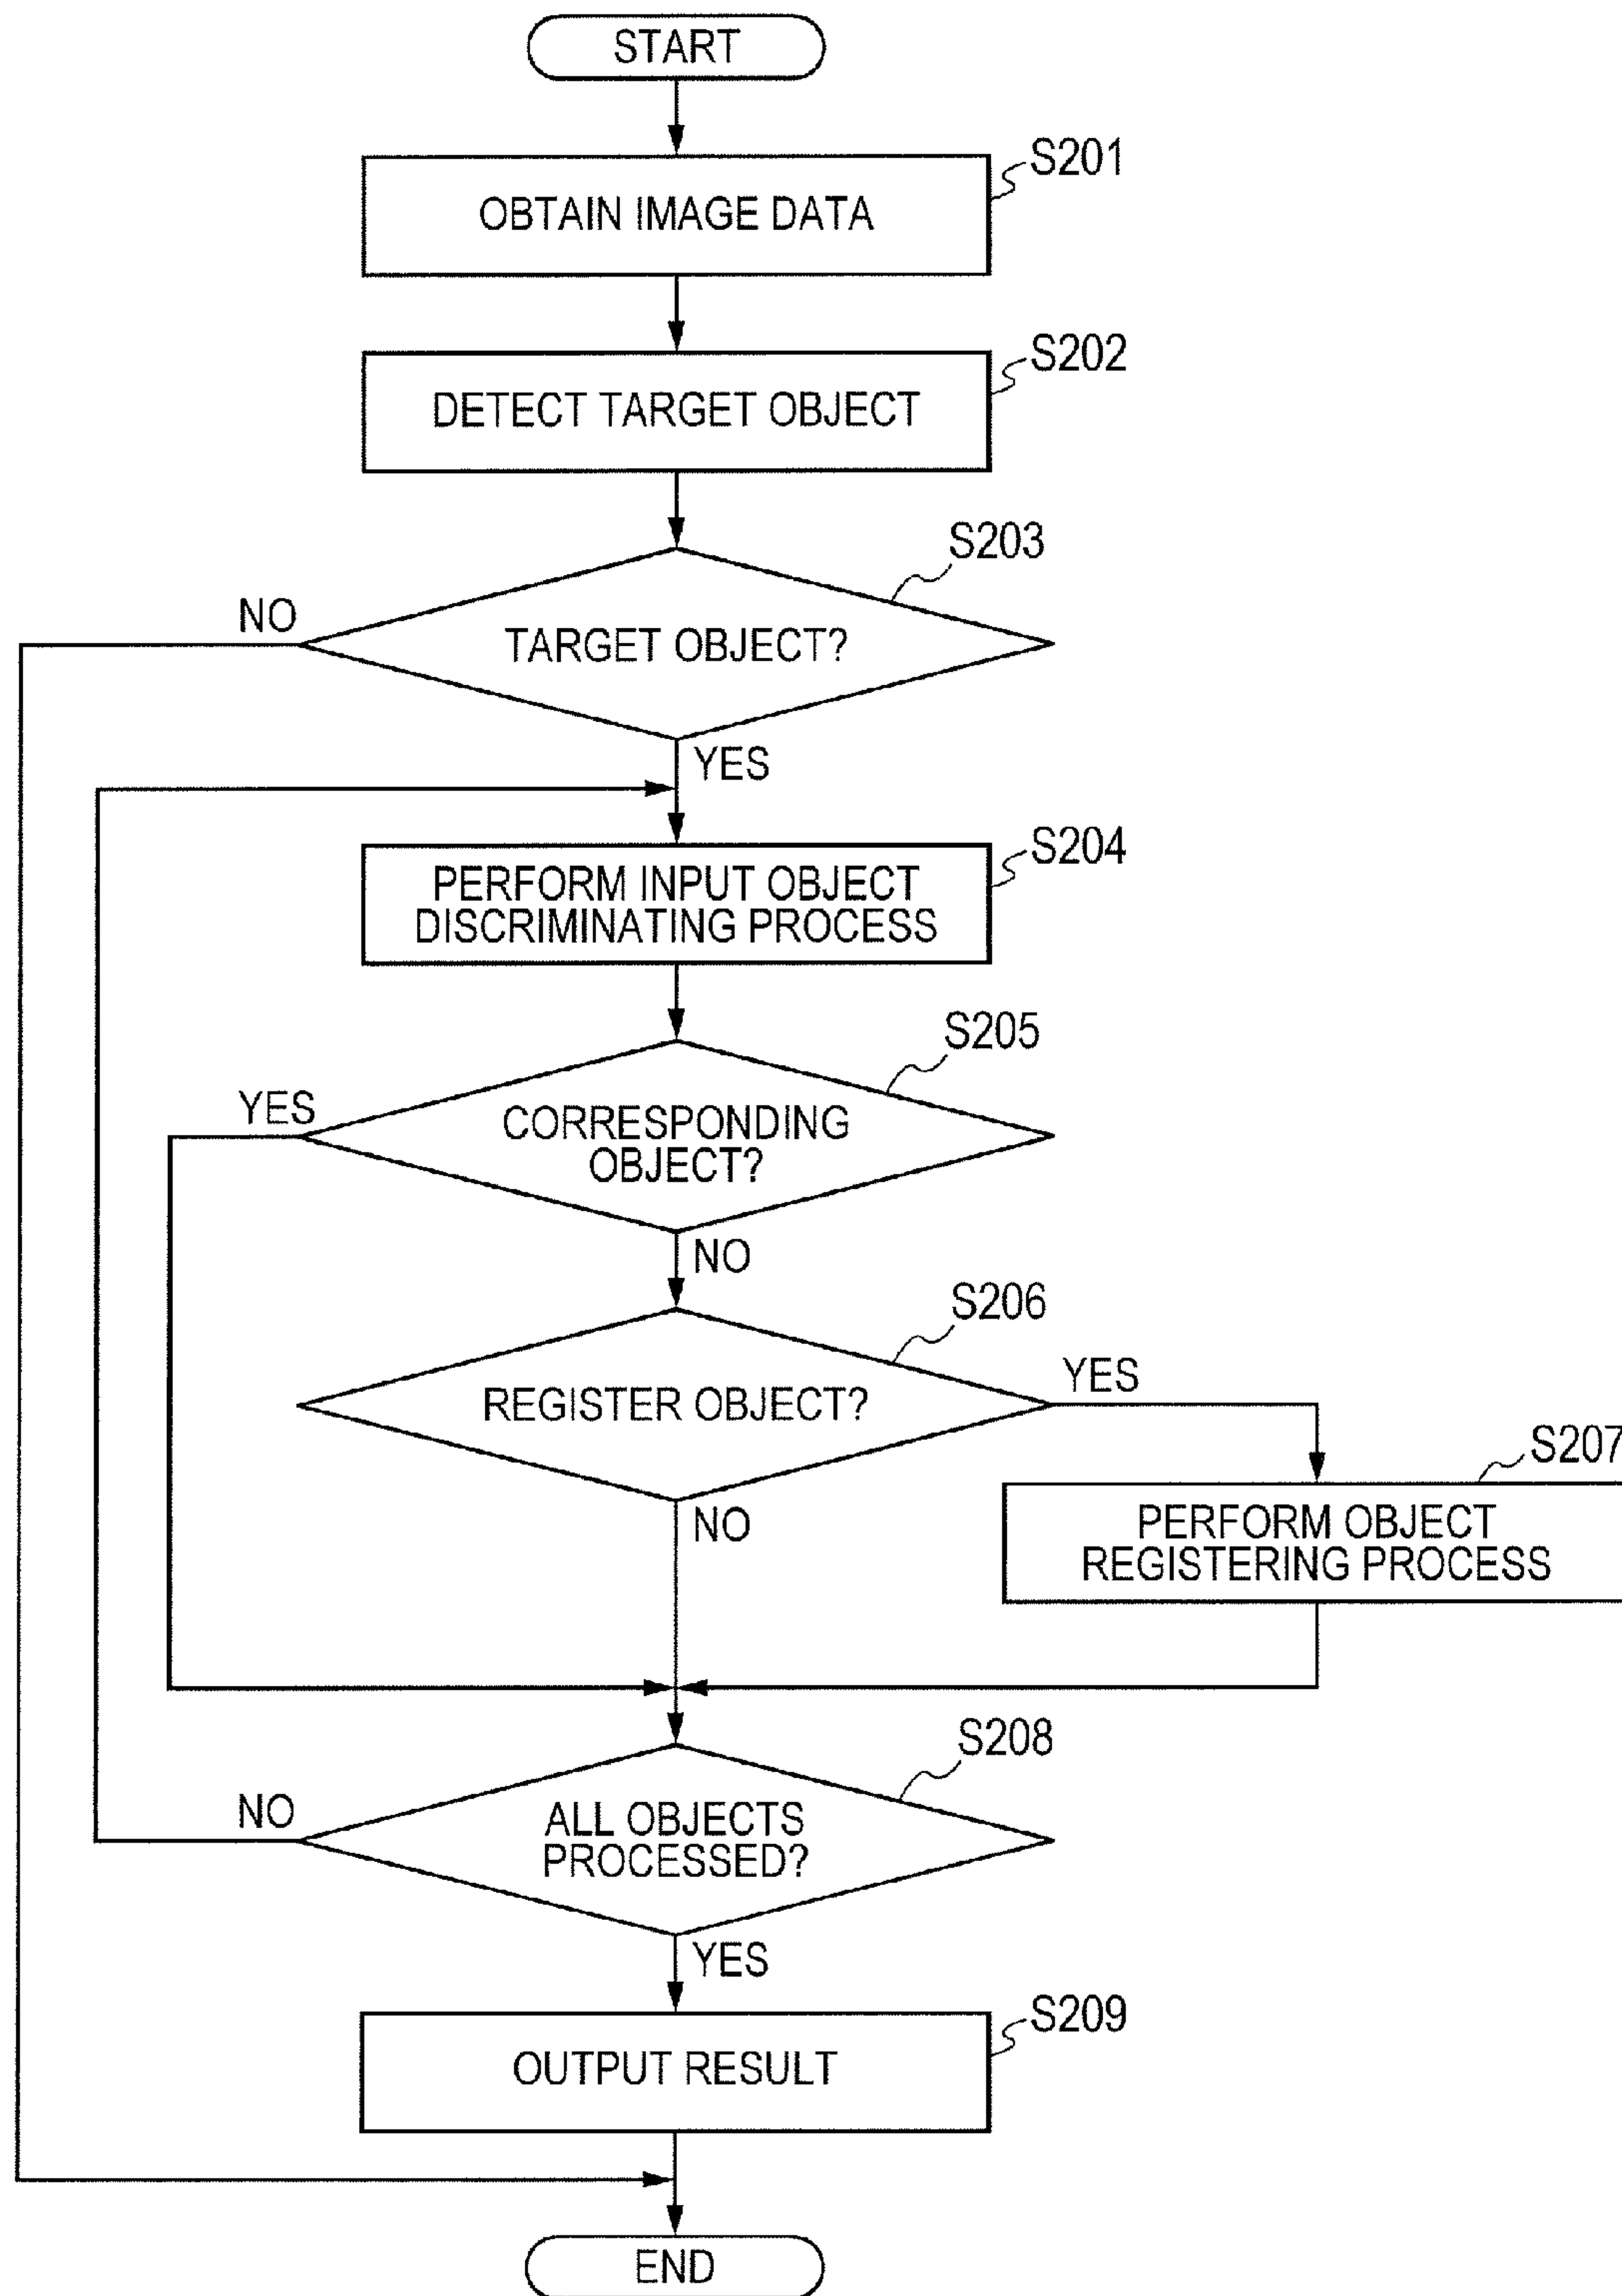 START
S201
OBTAIN IMAGE DATA
S202
DETECT TARGET OBJECT
S203
NO
TARGET OBJECT?
YES
S204
PERFORM INPUT OBJECT
DISCRIMINATING PROCESS
S205
YES
CORRESPONDING
OBJECT?
NO
S206
YES
REGISTER OBJECT?
S207
NO
PERFORM OBJECT
REGISTERING PROCESS
S208
NO
ALL OBJECTS
PROCESSED?
YES
S209
OUTPUT RESULT
END